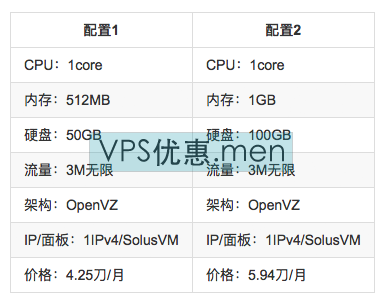 配置1 配置2
CPU：1core CPU：1core
内存：512MB 内存：1GB
硬盘：50GB 硬盘：100GB
VPS优惠.men
流量：3M无限 流量：3M无限
架构：OpenVZ 架构：OpenVZ
IP/面板：1IPv4/SolusVM IP/面板：1IPv4/SolusVM
价格：4.25刀/月 价格：5.94刀/月